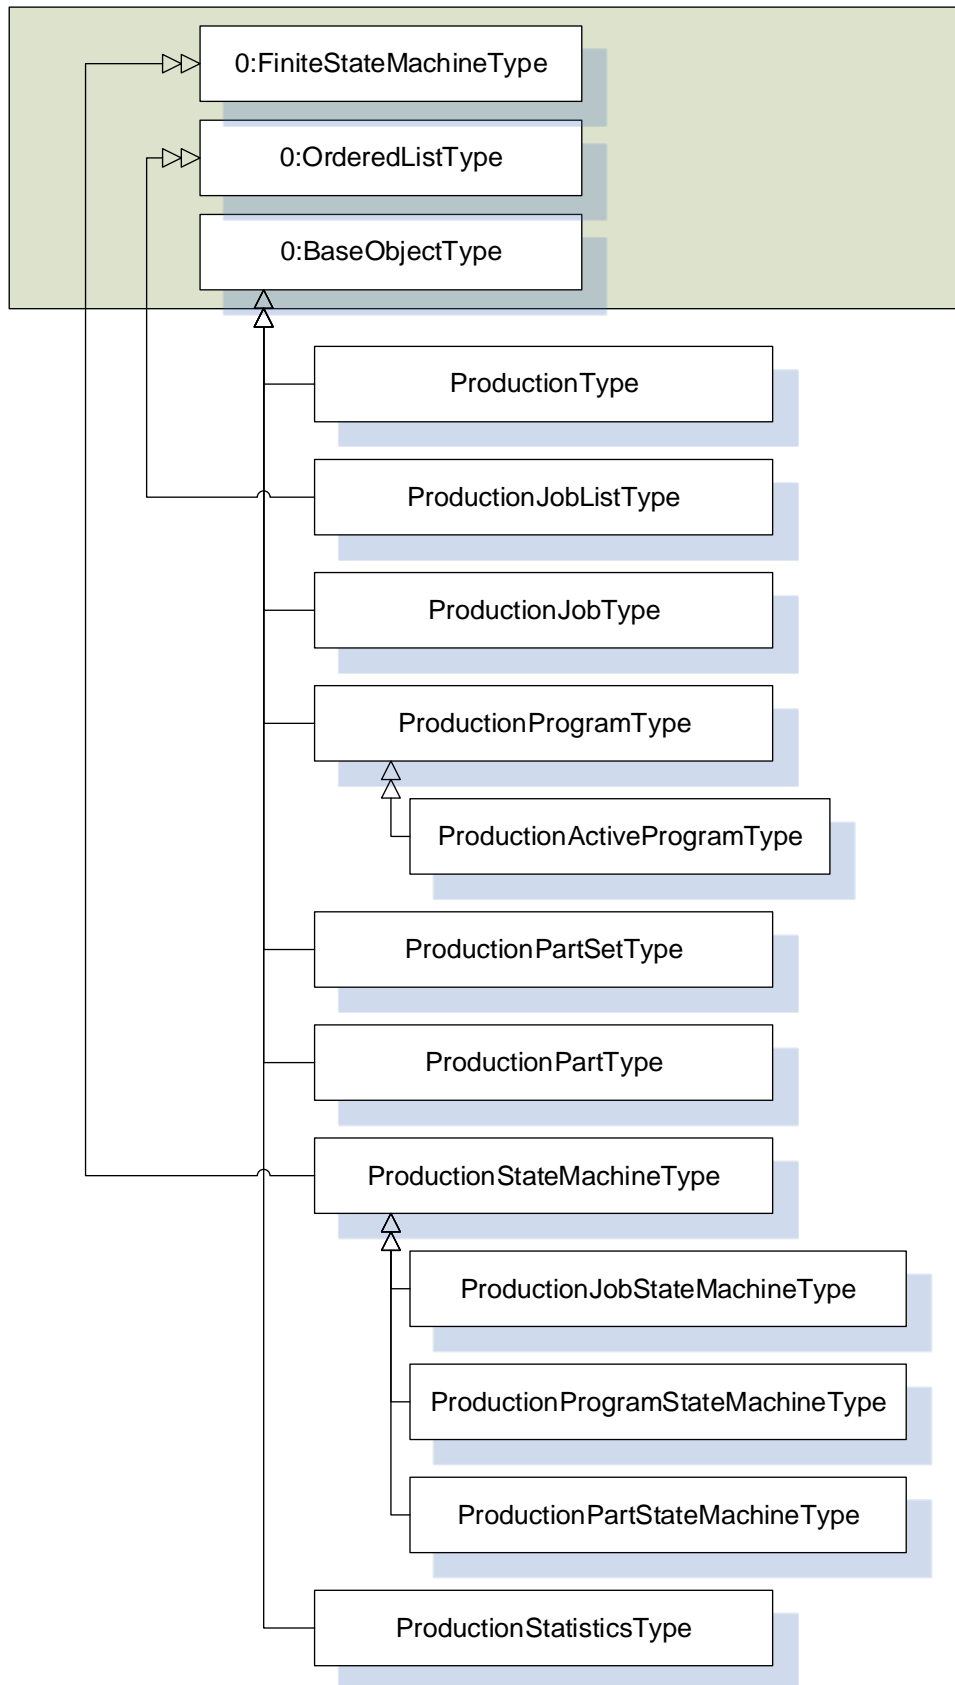 0:FiniteStateMachineType
0:OrderedListType
0:BaseObjectType
ProductionType
ProductionJobListType
ProductionJobType
ProductionProgramType
ProductionActiveProgramType
ProductionPartSetType
ProductionPartType
ProductionStateMachineType
ProductionJobStateMachineType
ProductionProgramStateMachineType
ProductionPartStateMachineType
ProductionStatisticsType